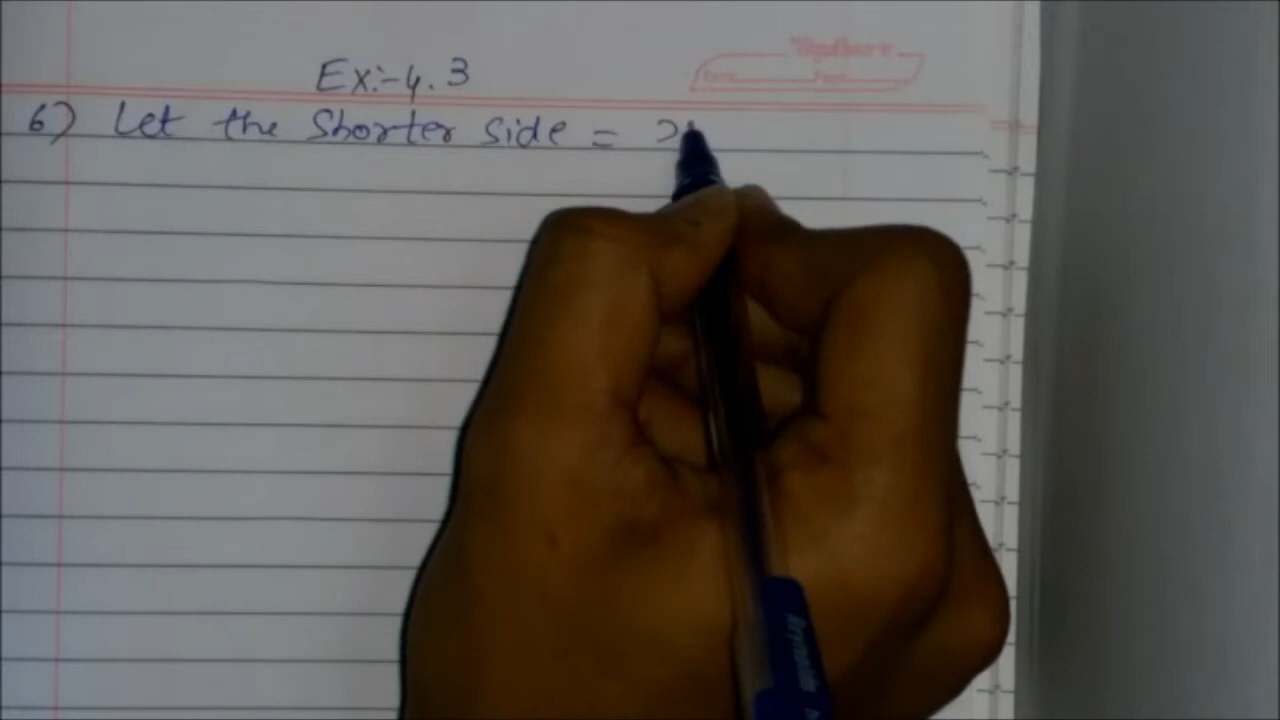 Ex:- 4.3
6) Let the Shorter side =